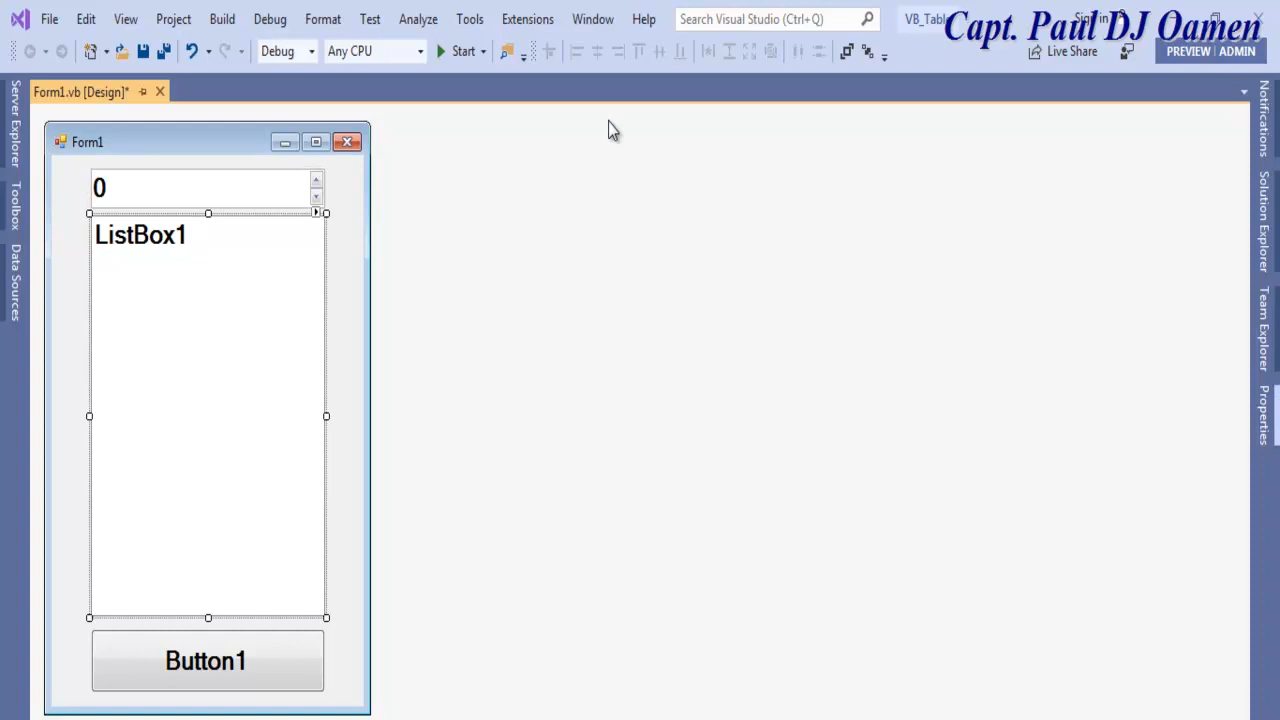 File Edit View Project Build Debug Format Test Analyze Tools Extensions Window Help Search Visual Studio (Ctrl+Q) VB_Table
Capt. Paul DJ Oamen
Debug Any CPU Start Live Share PREVIEW ADMIN
Form1.vb [Design]*
Server Explorer
Toolbox
Data Sources
Form1
0
ListBox1
Button1
Notifications
Solution Explorer
Team Explorer
Properties